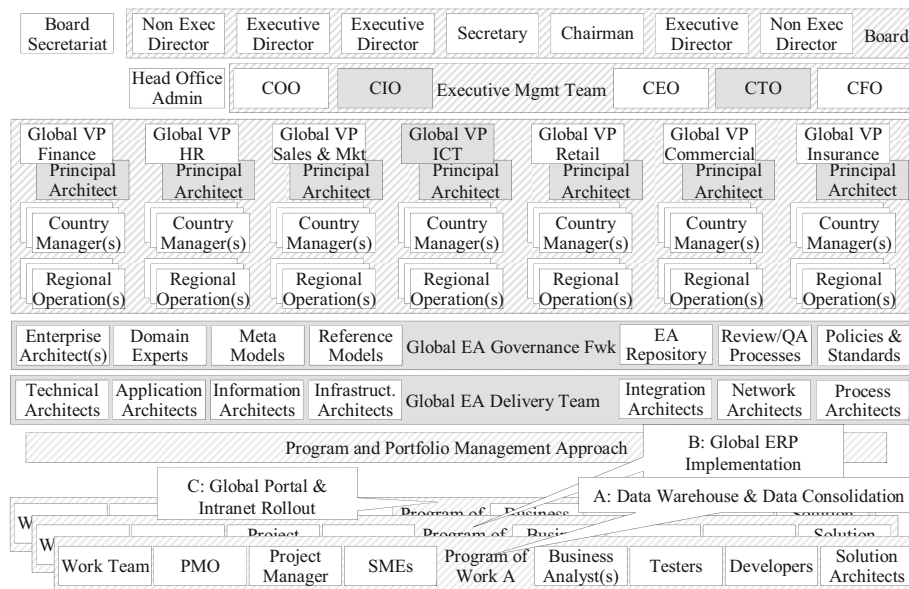 Board
Secretariat
Non Exec
Director
Executive
Director
Executive
Director
Secretary
Chairman
Executive
Director
Non Exec
Director
Board
Head Office
Admin
COO
CIO
Executive Mgmt Team
CEO
CTO
CFO
Global VP
Finance
Global VP
HR
Global VP
Sales & Mkt
Global VP
ICT
Global VP
Retail
Global VP
Commercial
Global VP
Insurance
Principal
Architect
Principal
Architect
Principal
Architect
Principal
Architect
Principal
Architect
Principal
Architect
Principal
Architect
Country
Manager(s)
Country
Manager(s)
Country
Manager(s)
Country
Manager(s)
Country
Manager(s)
Country
Manager(s)
Country
Manager(s)
Regional
Operation(s)
Regional
Operation(s)
Regional
Operation(s)
Regional
Operation(s)
Regional
Operation(s)
Regional
Operation(s)
Regional
Operation(s)
Enterprise
Architect(s)
Domain
Experts
Meta
Models
Reference
Models
Global EA Governance Fwk
EA
Repository
Review/QA
Processes
Policies &
Standards
Technical
Architects
Application
Architects
Information
Architects
Infrastruct.
Architects
Global EA Delivery Team
Integration
Architects
Network
Architects
Process
Architects
Program and Portfolio Management Approach
B: Global ERP
Implementation
C: Global Portal &
Intranet Rollout
A: Data Warehouse & Data Consolidation
Program of
Business
Solution
Project
Program of
Solution
Work Team
PMO
Project
Manager
SMEs
Program of
Work A
Business
Analyst(s)
Testers
Developers
Solution
Architects